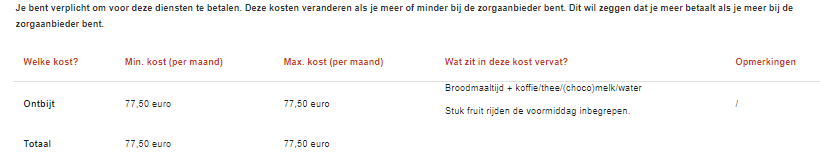 Je bent verplicht om voor deze diensten te betalen. Deze kosten veranderen als je meer of minder bij de zorgaanbieder bent. Dit wil zeggen dat je meer betaalt als je meer bij de
zorgaanbieder bent.
Welke kost? Min. kost (per maand) Max. kost (per maand) Wat zit in deze kost vervat? Opmerkingen
Ontbijt 77,50 euro 77,50 euro Broodmaaltijd + koffie/thee/(choco)melk/water /
Stuk fruit rijden de voormiddag inbegrepen.
Totaal 77,50 euro 77,50 euro